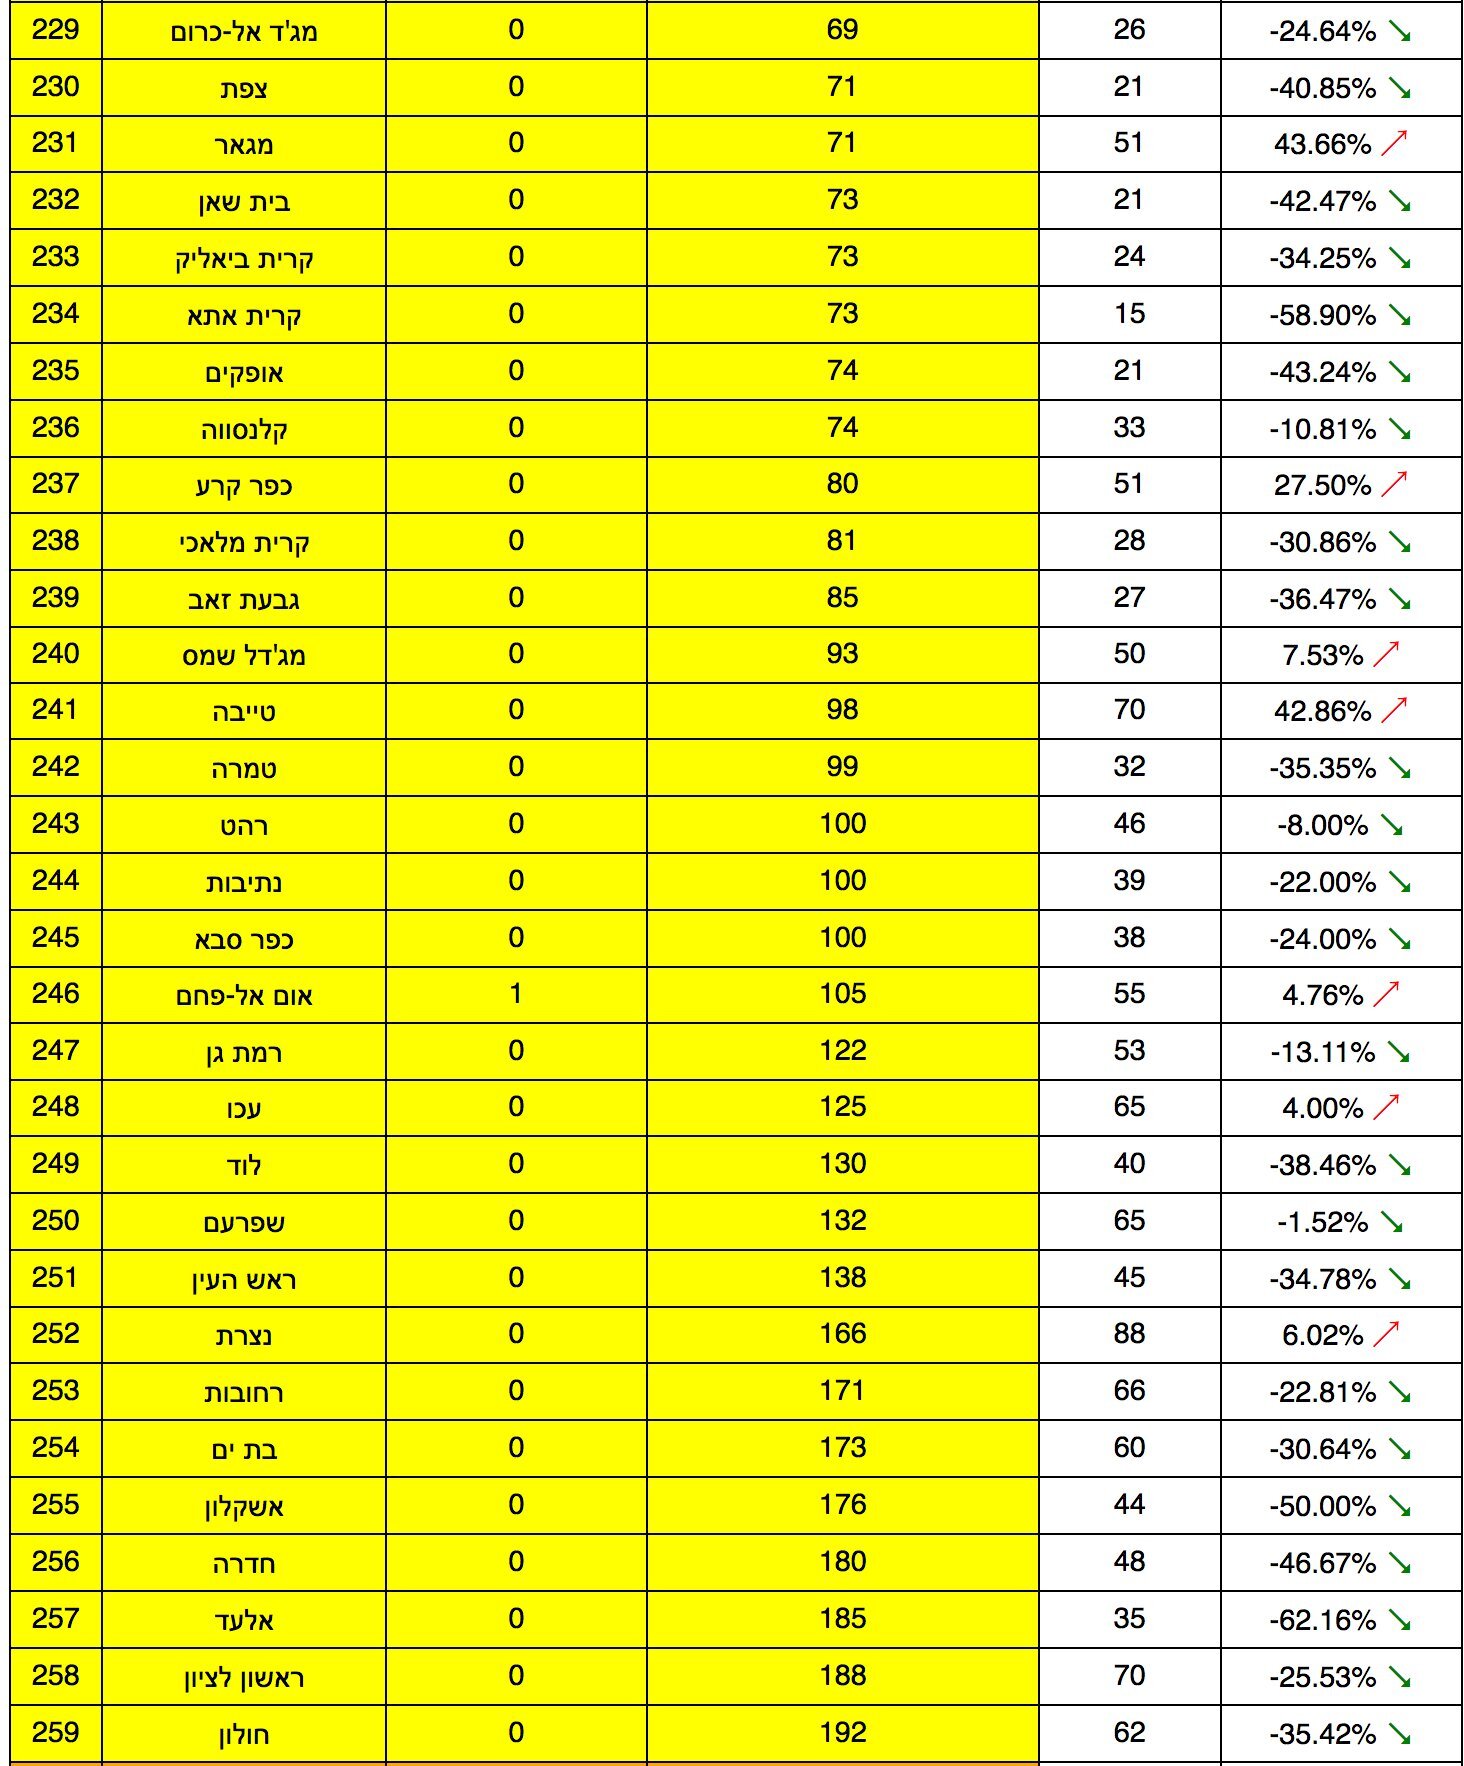 229 מג'ד אל-כרום 0 69 26 -24.64% ↘
230 צפת 0 71 21 -40.85% ↘
231 מגאר 0 71 51 43.66% ↗
232 בית שאן 0 73 21 -42.47% ↘
233 קרית ביאליק 0 73 24 -34.25% ↘
234 קרית אתא 0 73 15 -58.90% ↘
235 אופקים 0 74 21 -43.24% ↘
236 קלנסווה 0 74 33 -10.81% ↘
237 כפר קרע 0 80 51 27.50% ↗
238 קרית מלאכי 0 81 28 -30.86% ↘
239 גבעת זאב 0 85 27 -36.47% ↘
240 מג'דל שמס 0 93 50 7.53% ↗
241 טייבה 0 98 70 42.86% ↗
242 טמרה 0 99 32 -35.35% ↘
243 רהט 0 100 46 -8.00% ↘
244 נתיבות 0 100 39 -22.00% ↘
245 כפר סבא 0 100 38 -24.00% ↘
246 אום אל-פחם 1 105 55 4.76% ↗
247 רמת גן 0 122 53 -13.11% ↘
248 עכו 0 125 65 4.00% ↗
249 לוד 0 130 40 -38.46% ↘
250 שפרעם 0 132 65 -1.52% ↘
251 ראש העין 0 138 45 -34.78% ↘
252 נצרת 0 166 88 6.02% ↗
253 רחובות 0 171 66 -22.81% ↘
254 בת ים 0 173 60 -30.64% ↘
255 אשקלון 0 176 44 -50.00% ↘
256 חדרה 0 180 48 -46.67% ↘
257 אלעד 0 185 35 -62.16% ↘
258 ראשון לציון 0 188 70 -25.53% ↘
259 חולון 0 192 62 -35.42% ↘